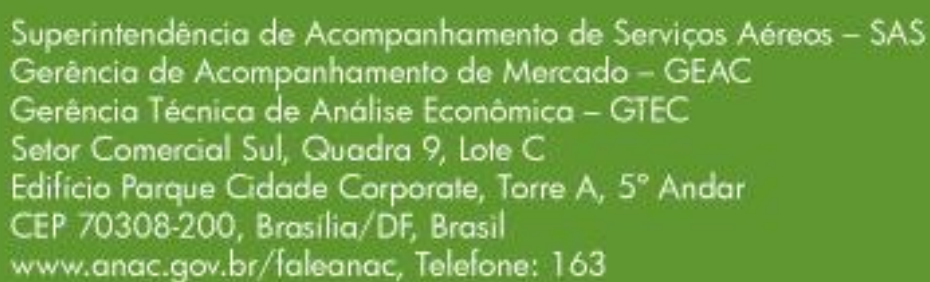 Superintendência de Acompanhamento de Serviços Aéreos – SAS
Gerência de Acompanhamento de Mercado – GEAC
Gerência Técnica de Análise Econômica – GTEC
Setor Comercial Sul, Quadra 9, Lote C
Edifício Parque Cidade Corporate, Torre A, 5° Andar
CEP 70308-200, Brasília/DF, Brasil
www.anac.gov.br/faleanac, Telefone: 163